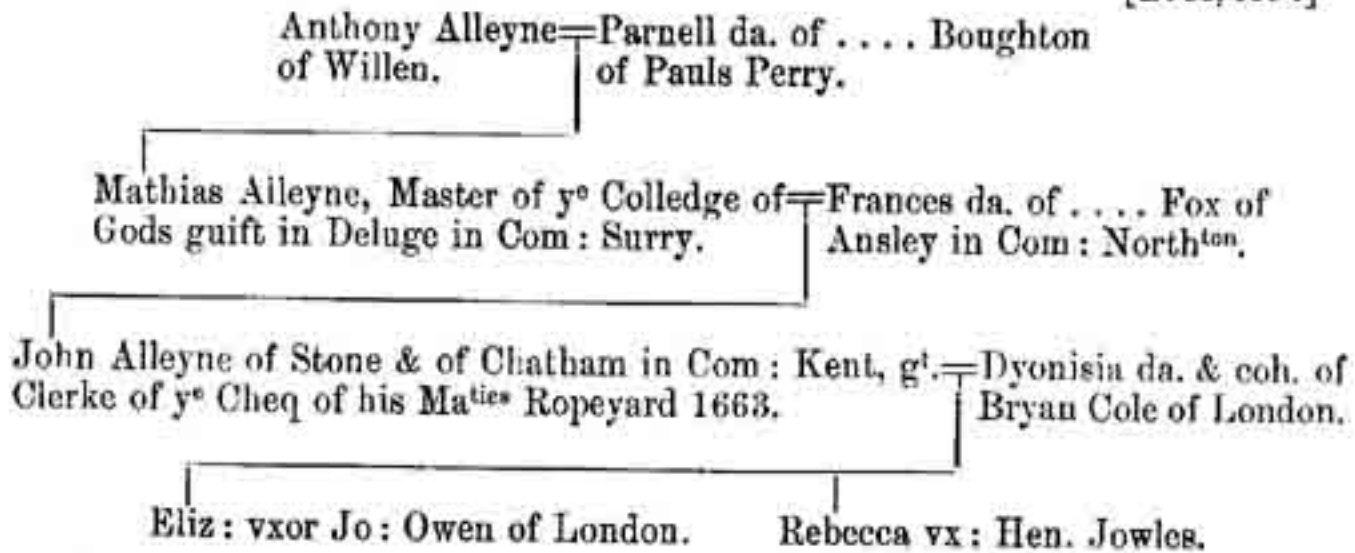 Anthony Alleyne=Parnell da. of .... Boughton
of Willen. of Pauls Perry.
Mathias Alleyne, Master of yᵉ Colledge of=Frances da. of .... Fox of
Gods guift in Deluge in Com : Surry. Ansley in Com : Northᵗᵒⁿ.
John Alleyne of Stone & of Chatham in Com : Kent, gᵗ.=Dyonisia da. & coh. of
Clerke of yᵉ Cheq of his Maᵗⁱᵉˢ Ropeyard 1663. Bryan Cole of London.
Eliz : vxor Jo : Owen of London. Rebecca vx : Hen. Jowles.